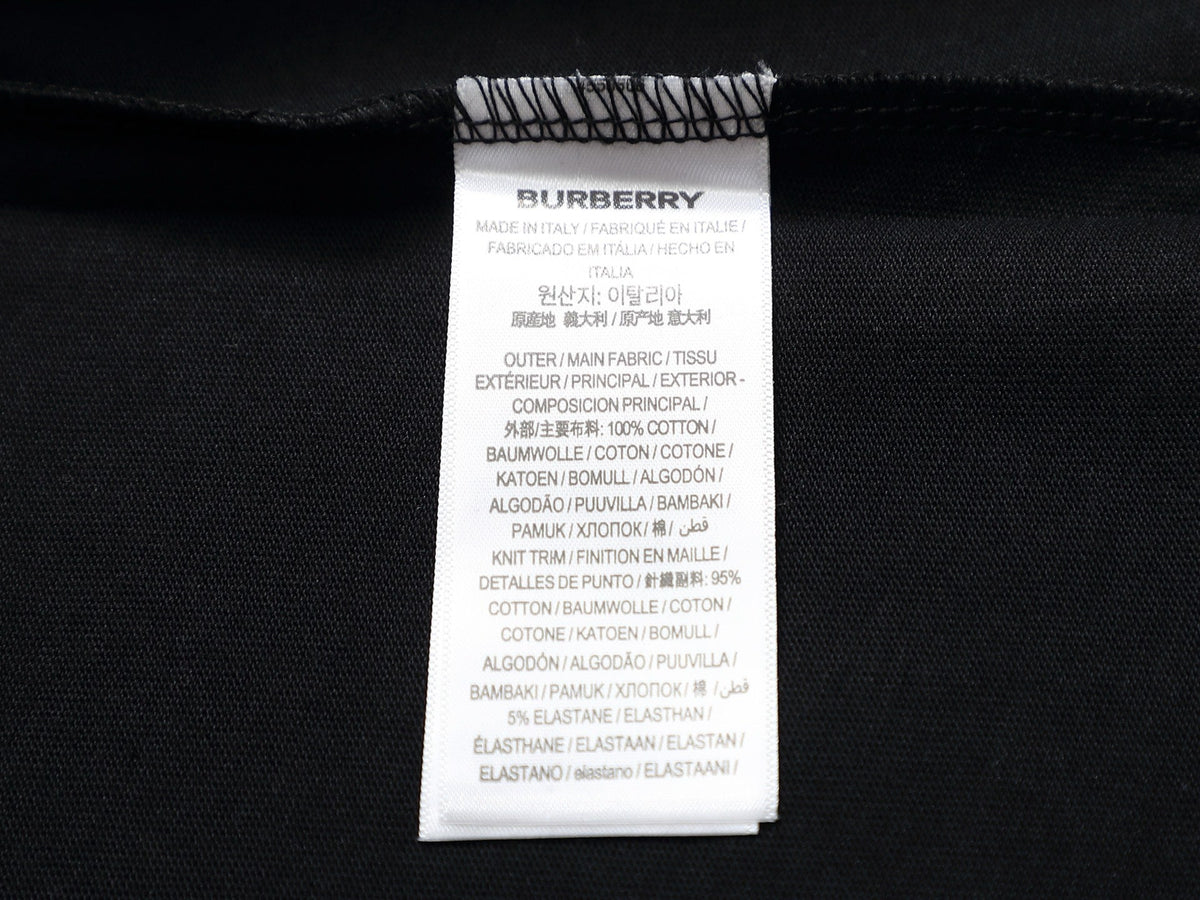 BURBERRY
MADE IN ITALY / FABRIQUÉ EN ITALIE /
FABRICADO EM ITÁLIA / HECHO EN
ITALIA
원산지: 이탈리아
原産地 義大利 / 原产地 意大利
OUTER / MAIN FABRIC / TISSU
EXTÉRIEUR / PRINCIPAL / EXTERIOR -
COMPOSICION PRINCIPAL /
外部/主要布料: 100% COTTON /
BAUMWOLLE / COTON / COTONE /
KATOEN / BOMULL / ALGODÓN /
ALGODÃO / PUUVILLA / BAMBAKI /
PAMUK / ХЛОПОК / 棉 / قطن
KNIT TRIM / FINITION EN MAILLE /
DETALLES DE PUNTO / 針織副料: 95%
COTTON / BAUMWOLLE / COTON /
COTONE / KATOEN / BOMULL /
ALGODÓN / ALGODÃO / PUUVILLA /
BAMBAKI / PAMUK / ХЛОПОК / 棉 / قطن
5% ELASTANE / ELASTHAN /
ÉLASTHANE / ELASTAAN / ELASTAN /
ELASTANO / elastano / ELASTAANI /